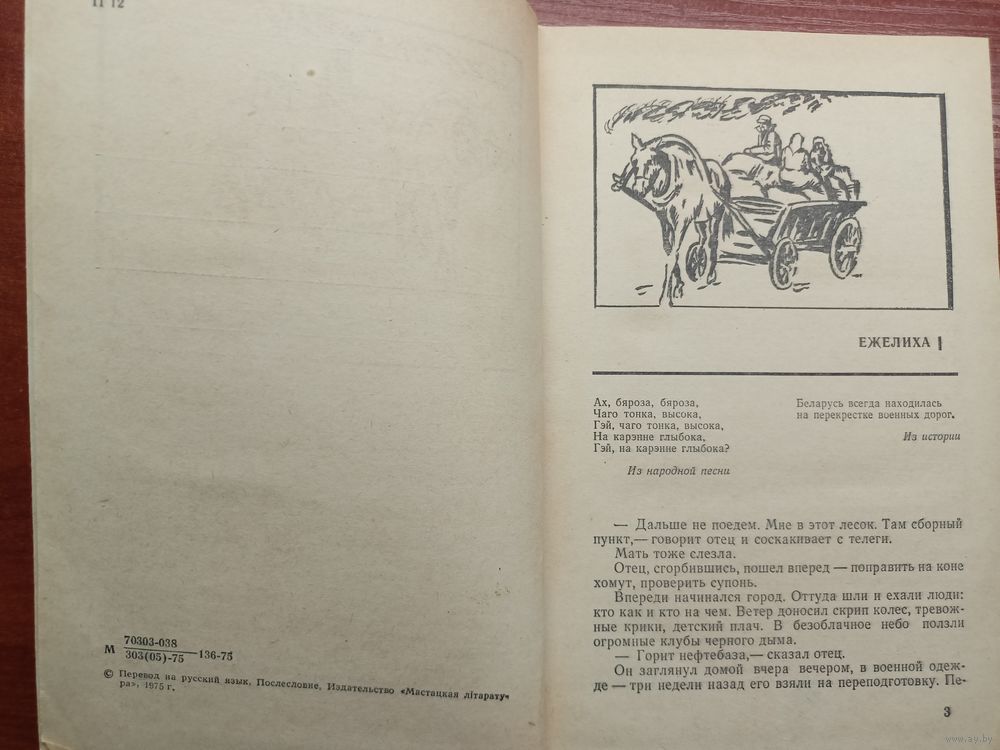 П 12
М 70303-038
303(05)-75
136-75
© Перевод на русский язык, Послесловие, Издательство «Мастацкая літарату-
ра», 1975 г.
ЕЖЕЛИХА
Ах, бяроза, бяроза,
Чаго тонка, высока,
Гэй, чаго тонка, высока,
На карэнне глыбока,
Гэй, на карэнне глыбока?
Из народной песни
Беларусь всегда находилась
на перекрестке военных дорог.
Из истории
— Дальше не поедем. Мне в этот лесок. Там сборный
пункт,— говорит отец и соскакивает с телеги.
Мать тоже слезла.
Отец, сгорбившись, пошел вперед — поправить на коне
хомут, проверить супонь.
Впереди начинался город. Оттуда шли и ехали люди:
кто как и кто на чем. Ветер доносил скрип колес, тревож-
ные крики, детский плач. В безоблачное небо ползли
огромные клубы черного дыма.
— Горит нефтебаза,— сказал отец.
Он заглянул домой вчера вечером, в военной одеж-
де — три недели назад его взяли на переподготовку. Пе-
3
www.ay.by